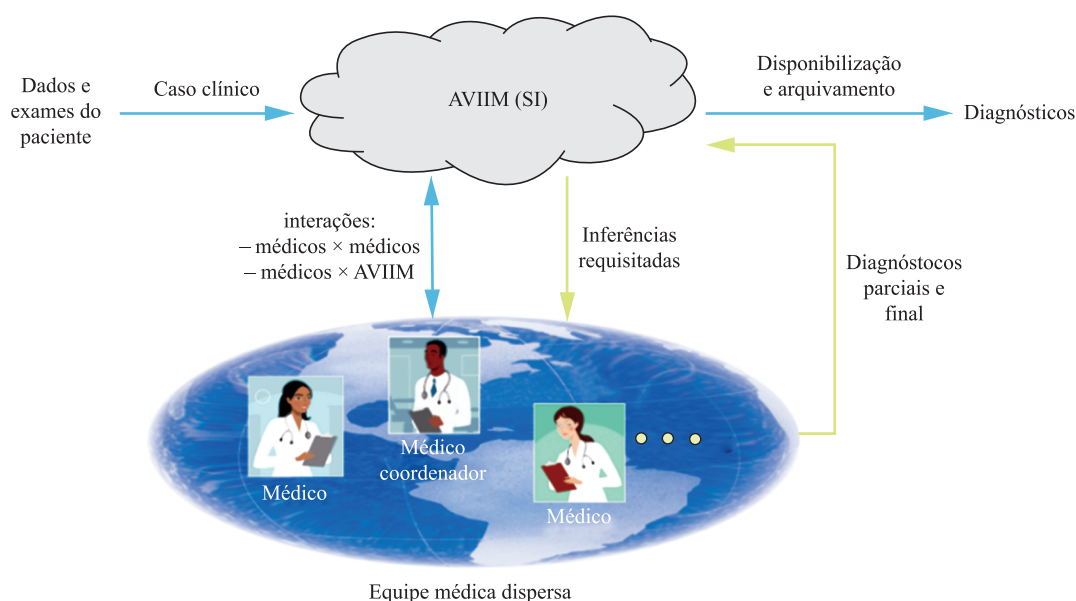 Dados e
exames do
paciente
Caso clínico
AVIIM (SI)
Disponibilização
e arquivamento
Diagnósticos
interações:
– médicos × médicos
– médicos × AVIIM
Inferências
requisitadas
Diagnóstocos
parciais e
final
Médico
Médico
coordenador
Médico
Equipe médica dispersa